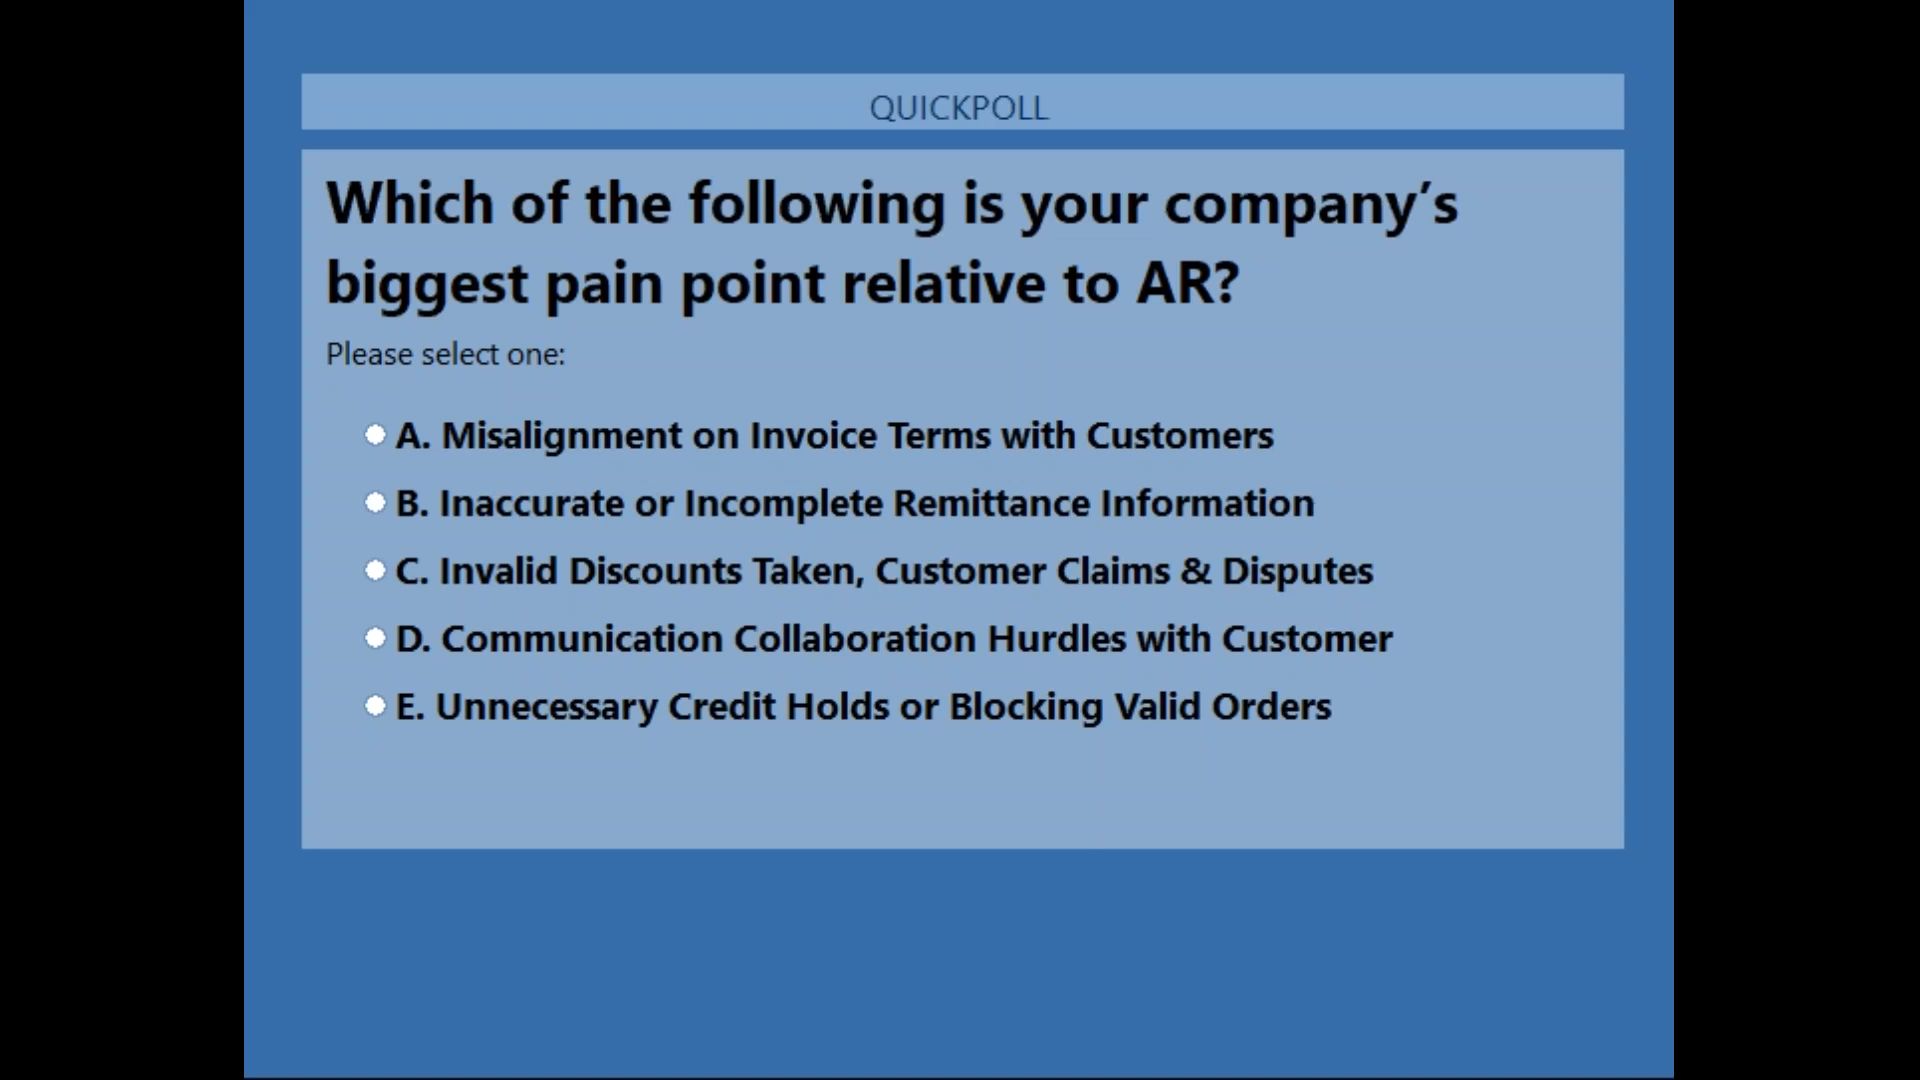 QUICKPOLL
Which of the following is your company’s
biggest pain point relative to AR?
Please select one:
A. Misalignment on Invoice Terms with Customers
B. Inaccurate or Incomplete Remittance Information
C. Invalid Discounts Taken, Customer Claims & Disputes
D. Communication Collaboration Hurdles with Customer
E. Unnecessary Credit Holds or Blocking Valid Orders